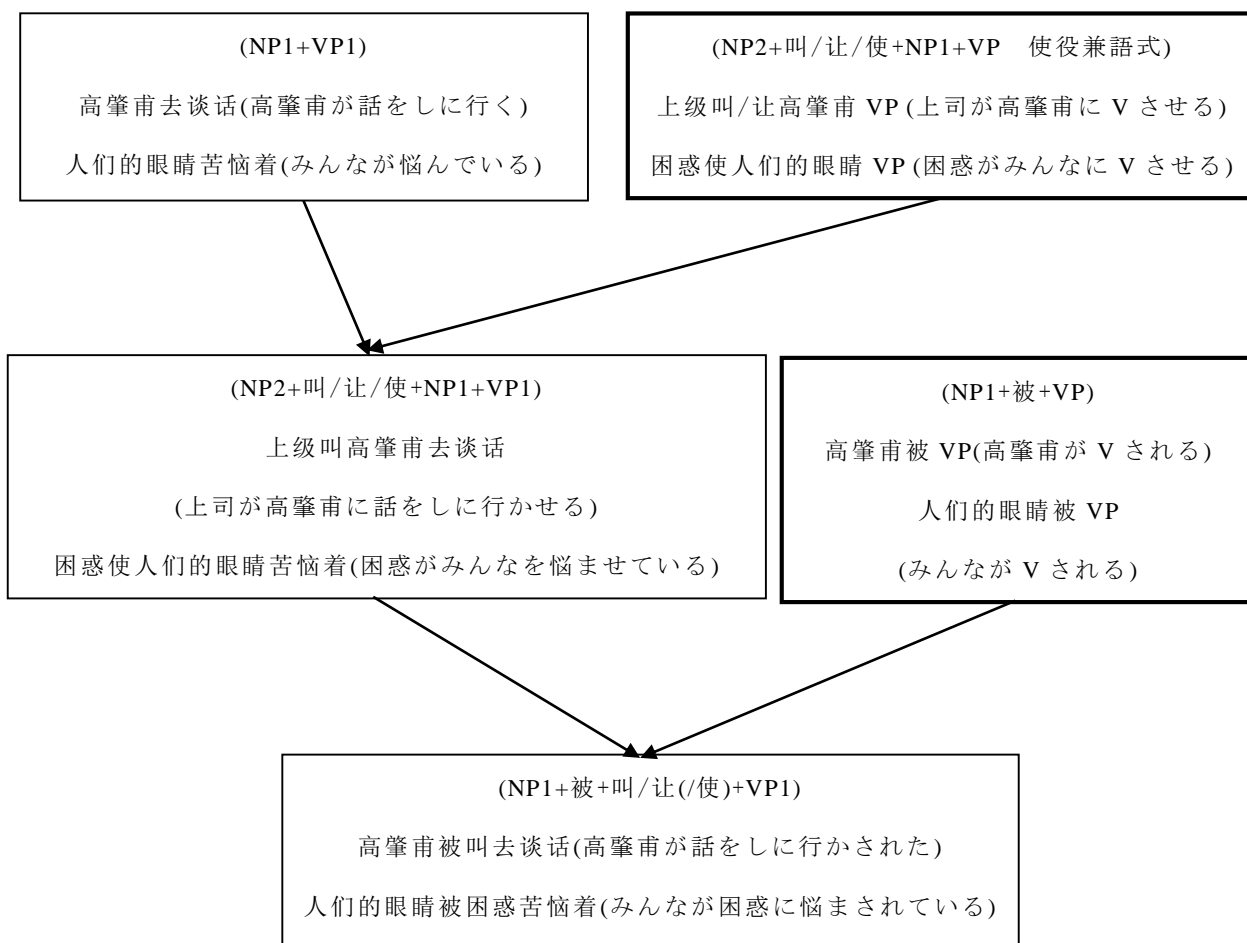 (NP1+VP1)
高肇甫去谈话(高肇甫が話をしに行く)
人们的眼睛苦恼着(みんなが悩んでいる)
(NP2+叫/让/使+NP1+VP 使役兼語式)
上级叫/让高肇甫 VP (上司が高肇甫に V させる)
困惑使人们的眼睛 VP (困惑がみんなに V させる)
(NP2+叫/让/使+NP1+VP1)
上级叫高肇甫去谈话
(上司が高肇甫に話をしに行かせる)
困惑使人们的眼睛苦恼着(困惑がみんなを悩ませている)
(NP1+被+VP)
高肇甫被 VP(高肇甫が V される)
人们的眼睛被 VP
(みんなが V される)
(NP1+被+叫/让(/使)+VP1)
高肇甫被叫去谈话(高肇甫が話をしに行かされた)
人们的眼睛被困惑苦恼着(みんなが困惑に悩まされている)